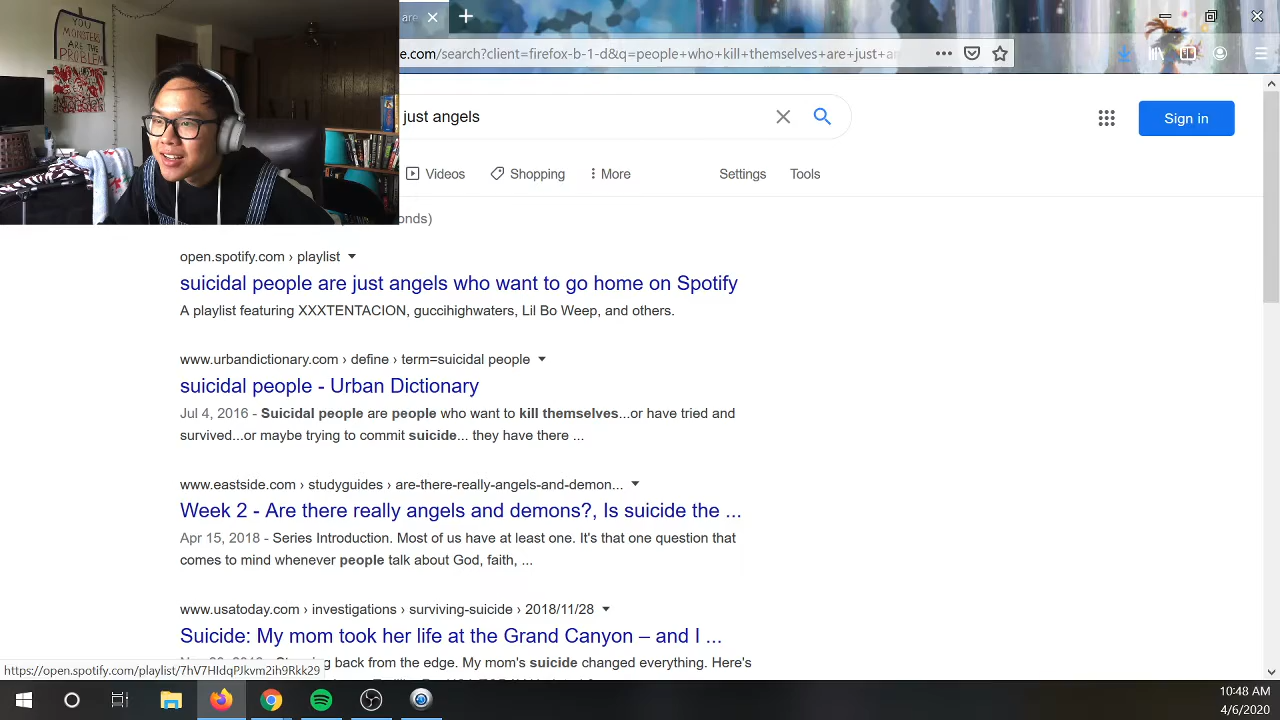 YOU
MONSTERS
ARE THE
PROBLEM
are
e.com/search?client=firefox-b-1-d&q=people+who+kill+themselves+are+just+an
just angels
Sign in
Videos
Shopping
More
Settings
Tools
onds)
open.spotify.com › playlist
suicidal people are just angels who want to go home on Spotify
A playlist featuring XXXTENTACION, guccihighwaters, Lil Bo Weep, and others.
www.urbandictionary.com › define › term=suicidal people
suicidal people - Urban Dictionary
Jul 4, 2016 - Suicidal people are people who want to kill themselves...or have tried and
survived...or maybe trying to commit suicide... they have there ...
www.eastside.com › studyguides › are-there-really-angels-and-demon...
Week 2 - Are there really angels and demons?, Is suicide the ...
Apr 15, 2018 - Series Introduction. Most of us have at least one. It's that one question that
comes to mind whenever people talk about God, faith, ...
www.usatoday.com › investigations › surviving-suicide › 2018/11/28
Suicide: My mom took her life at the Grand Canyon – and I ...
back from the edge. My mom's suicide changed everything. Here's
https://open.spotify.com/playlist/7hV7HIdqPJkvm2ih9Rkk29
10:48 AM
4/6/2020